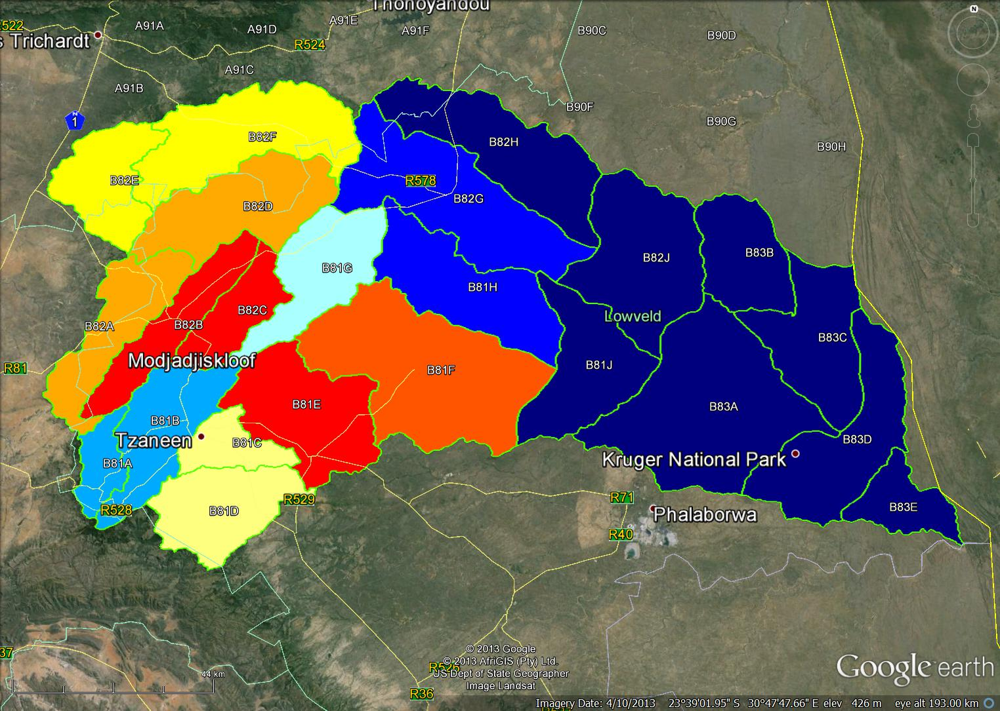 Thohoyandou
R522
A91A
A91D
A91E
A91F
B90C
B90D
s Trichardt
R524
A91C
A91B
B90F
B90G
N
1
B82F
B82H
B90H
B82E
R578
B82G
B82D
B81G
B82J
B83B
B81H
B82C
Lowveld
B82A
B82B
B83C
Modjadjiskloof
R81
B81F
B81J
B81E
B83A
B81B
Tzaneen
B81C
B83D
B81A
Kruger National Park
R528
R529
B81D
R71
B83E
Phalaborwa
R40
37
© 2013 Google
© 2013 AfriGIS (Pty) Ltd.
R526
US Dept of State Geographer
Image Landsat
44 km
R36
Google earth
Imagery Date: 4/10/2013 23°39'01.95" S 30°47'47.66" E elev 426 m eye alt 193.00 km
N